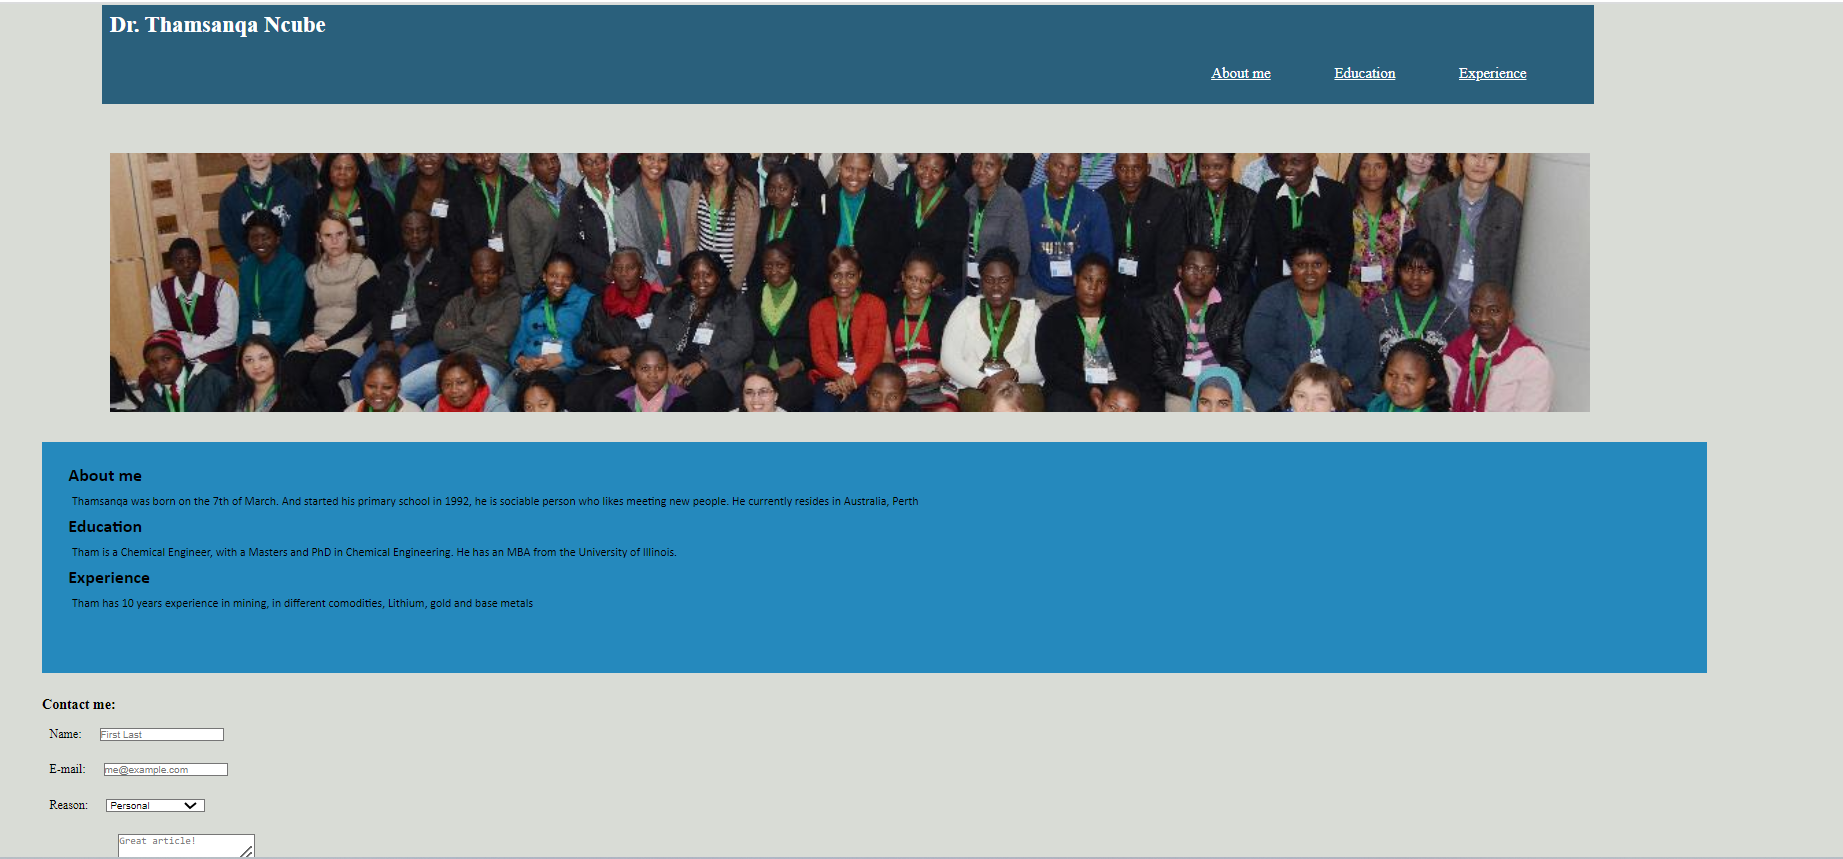 Dr. Thamsanqa Ncube
About me Education Experience
About me
Thamsanqa was born on the 7th of March. And started his primary school in 1992, he is sociable person who likes meeting new people. He currently resides in Australia, Perth
Education
Tham is a Chemical Engineer, with a Masters and PhD in Chemical Engineering. He has an MBA from the University of Illinois.
Experience
Tham has 10 years experience in mining, in different comodities, Lithium, gold and base metals
Contact me:
Name: First Last
E-mail: me@example.com
Reason: Personal
Great article!